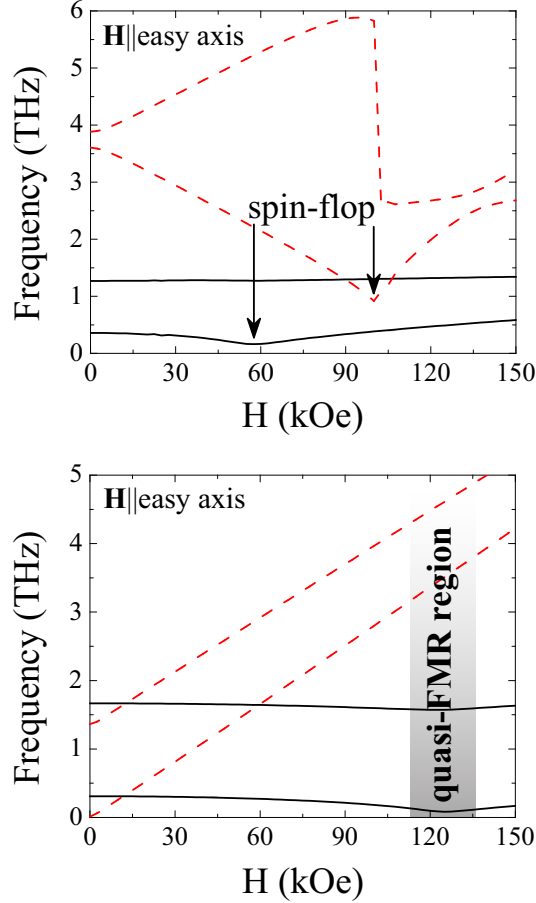 H||easy axis
Frequency (THz)
6
5
4
3
2
1
0
spin-flop
0 30 60 90 120 150
H (kOe)
H||easy axis
Frequency (THz)
5
4
3
2
1
0
quasi-FMR region
0 30 60 90 120 150
H (kOe)